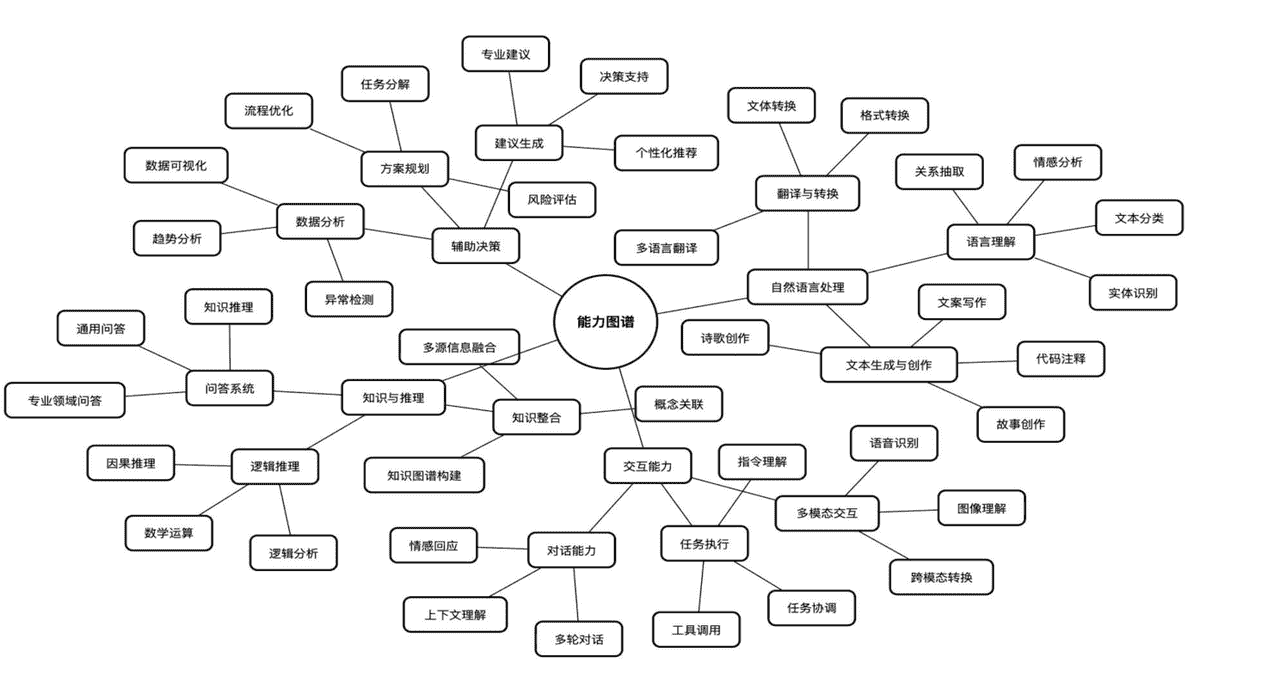 专业建议
决策支持
任务分解
流程优化
建议生成
个性化推荐
数据可视化
方案规划
风险评估
趋势分析
数据分析
辅助决策
异常检测
文体转换
格式转换
翻译与转换
多语言翻译
关系抽取
情感分析
文本分类
语言理解
实体识别
自然语言处理
能力图谱
文案写作
诗歌创作
文本生成与创作
代码注释
故事创作
知识推理
通用问答
多源信息融合
专业领域问答
问答系统
知识与推理
知识整合
概念关联
因果推理
逻辑推理
知识图谱构建
数学运算
逻辑分析
交互能力
指令理解
语音识别
多模态交互
图像理解
跨模态转换
情感回应
对话能力
任务执行
上下文理解
多轮对话
工具调用
任务协调